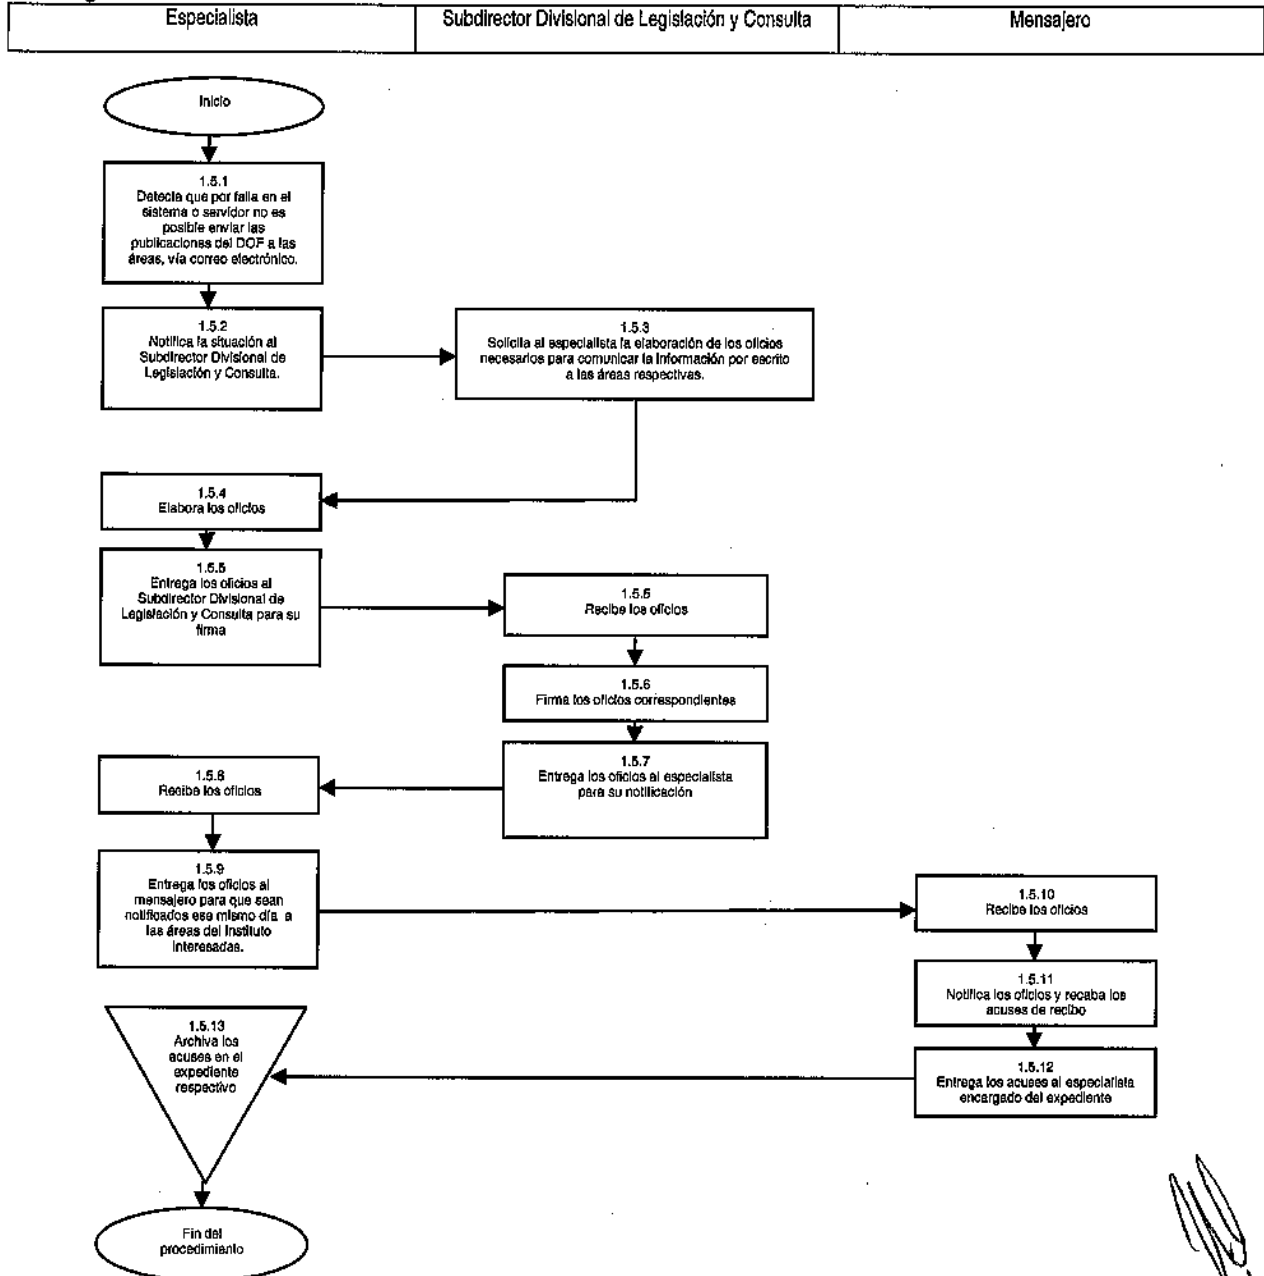 Especialista
Subdirector Divisional de Legislación y Consulta
Mensajero
Inicio
1.5.1
Detecta que por falla en el
sistema o servidor no es
posible enviar las
publicaciones del DOF a las
áreas, vía correo electrónico.
1.5.2
Notifica la situación al
Subdirector Divisional de
Legislación y Consulta.
1.5.3
Solicita al especialista la elaboración de los oficios
necesarios para comunicar la información por escrito
a las áreas respectivas.
1.5.4
Elabora los oficios
1.5.5
Entrega los oficios al
Subdirector Divisional de
Legislación y Consulta para su
firma
1.5.5
Recibe los oficios
1.5.6
Firma los oficios correspondientes
1.5.7
Entrega los oficios al especialista
para su notificación
1.5.8
Recibe los oficios
1.5.9
Entrega los oficios al
mensajero para que sean
notificados ese mismo día a
las áreas del Instituto
interesadas.
1.5.10
Recibe los oficios
1.5.11
Notifica los oficios y recaba los
acuses de recibo
1.5.12
Entrega los acuses al especialista
encargado del expediente
1.5.13
Archiva los
acuses en el
expediente
respectivo
Fin del
procedimiento